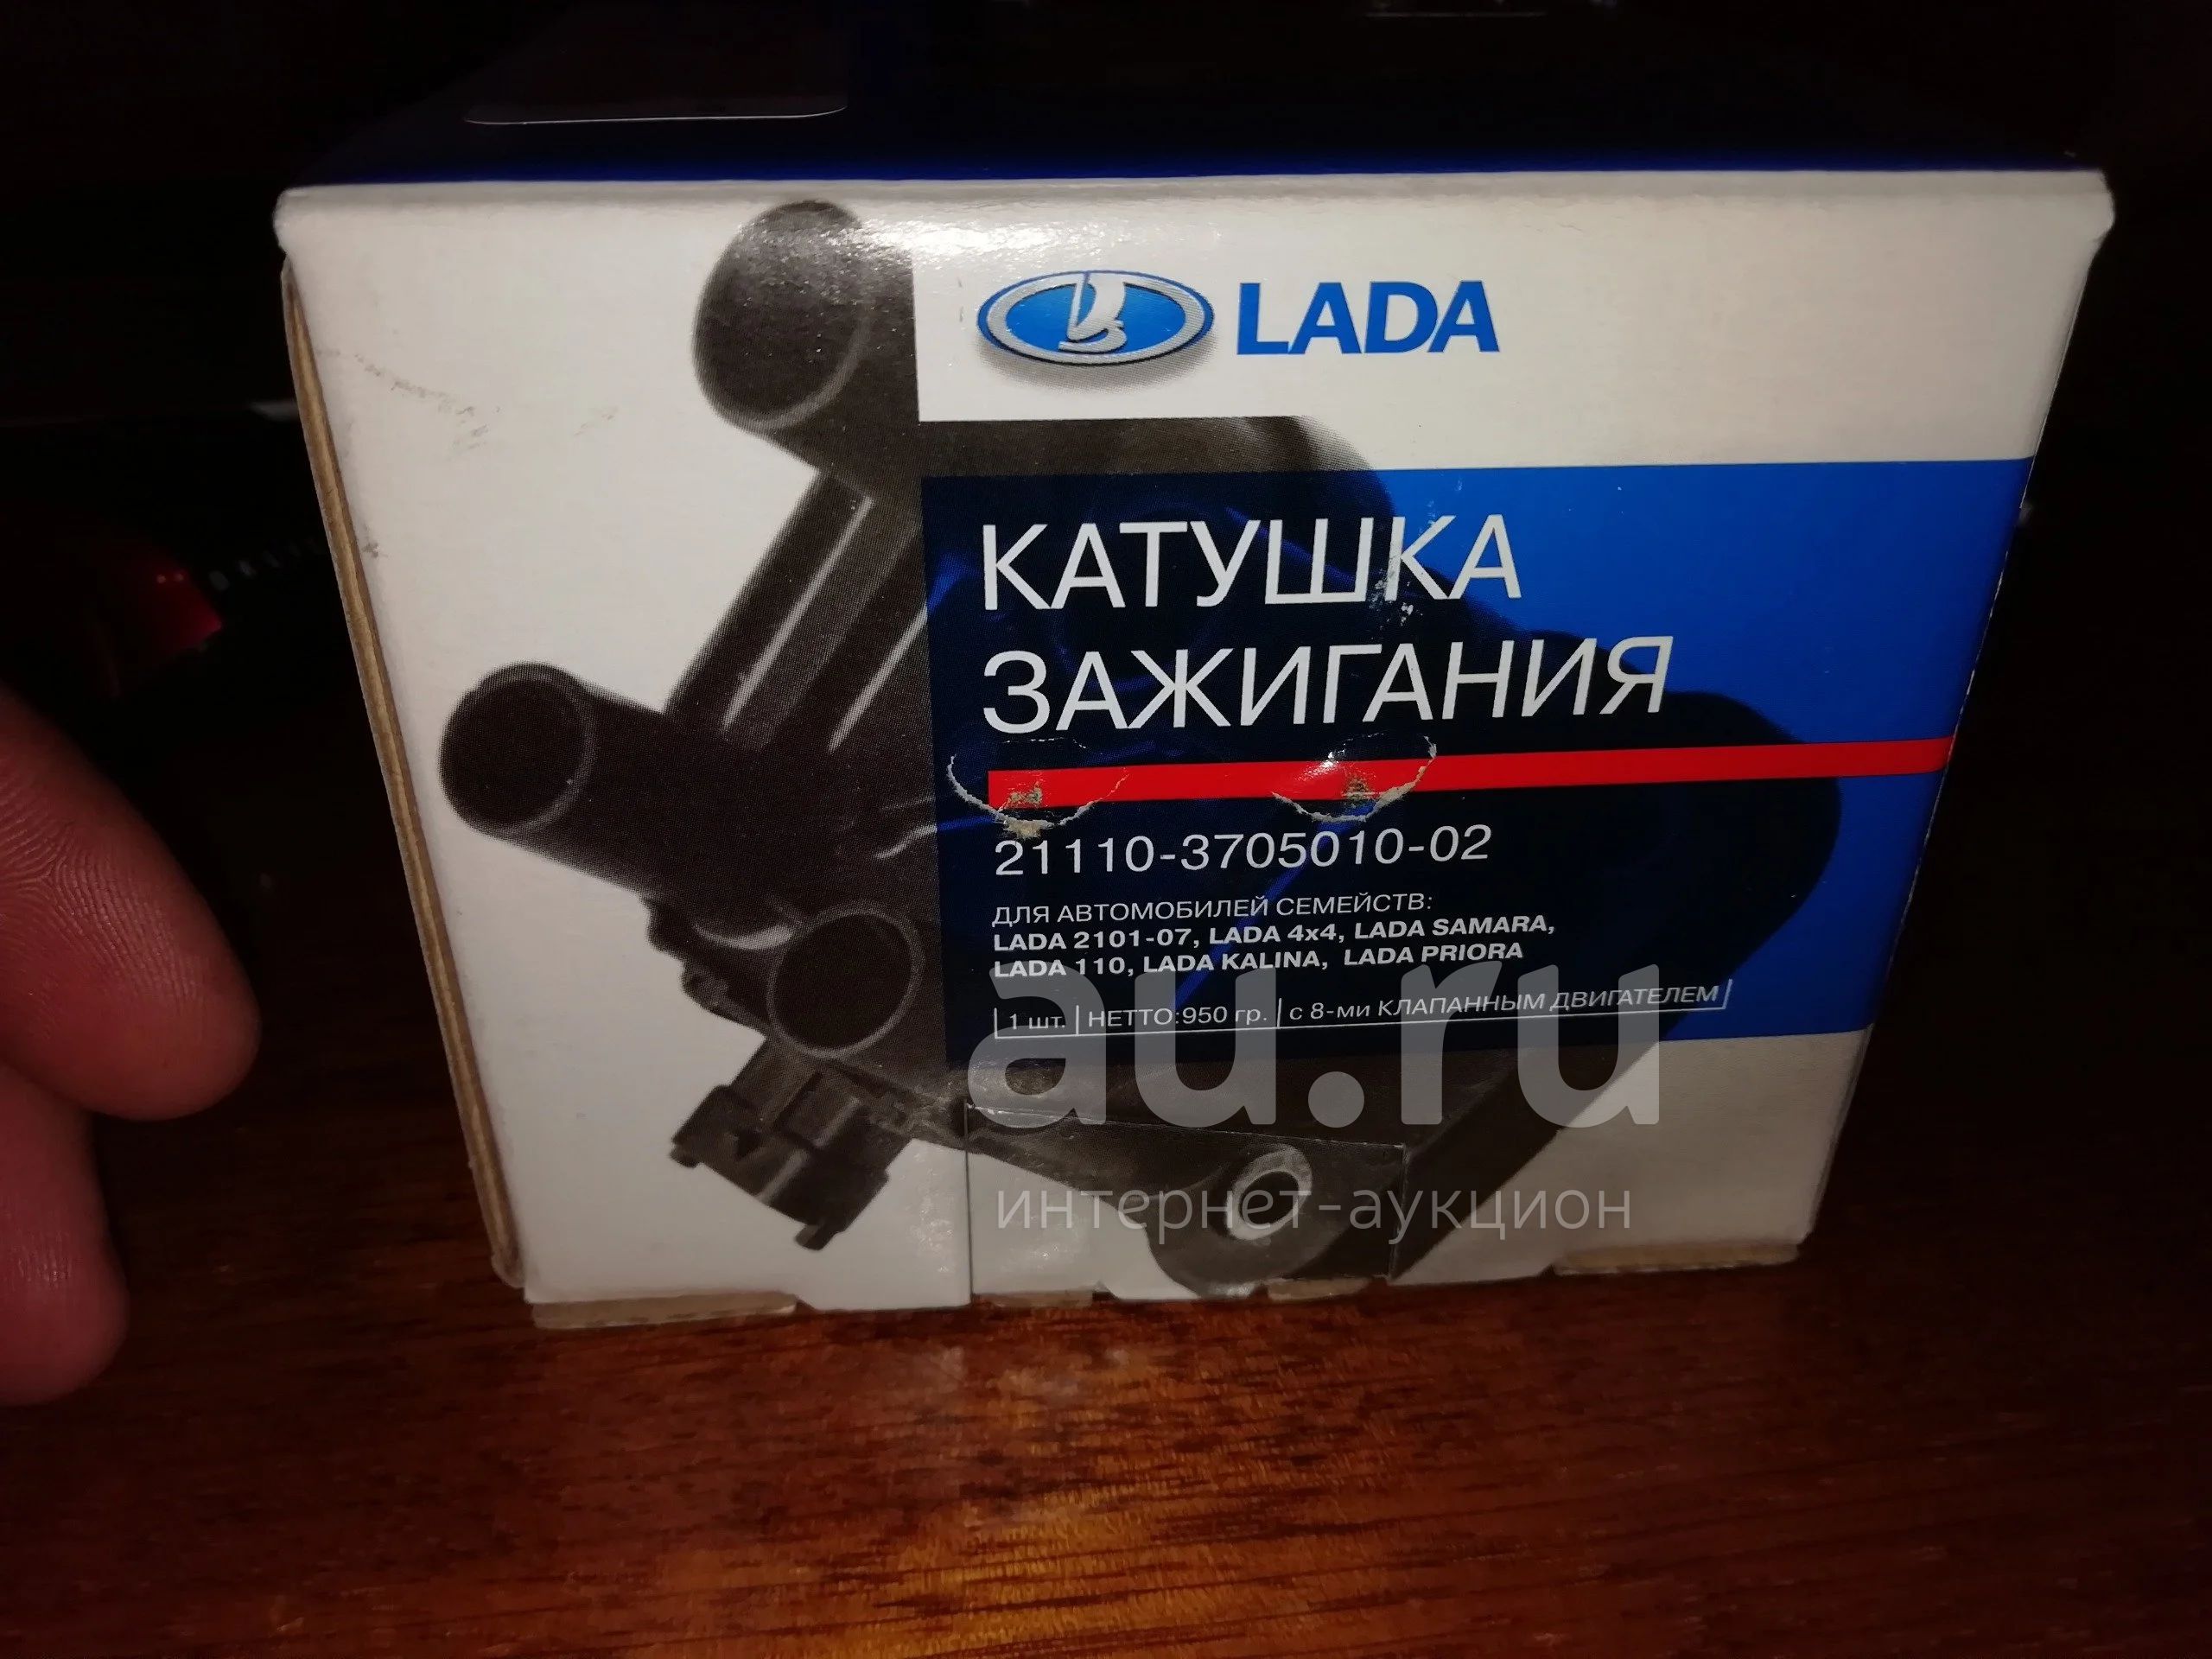 LADA
КАТУШКА
ЗАЖИГАНИЯ
21110-3705010-02
ДЛЯ АВТОМОБИЛЕЙ СЕМЕЙСТВ:
LADA 2101-07, LADA 4x4, LADA SAMARA,
LADA 110, LADA KALINA, LADA PRIORA
1 шт. | НЕТТО:950 гр. | с 8-ми КЛАПАННЫМ ДВИГАТЕЛЕМ
au.ru
интернет-аукцион